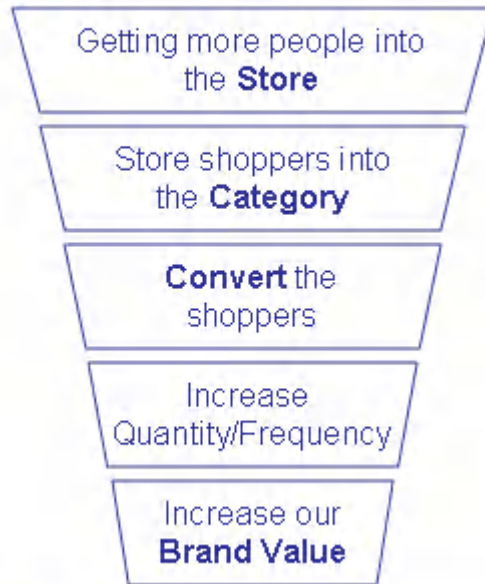 Getting more people into
the Store
Store shoppers into
the Category
Convert the
shoppers
Increase
Quantity/Frequency
Increase our
Brand Value